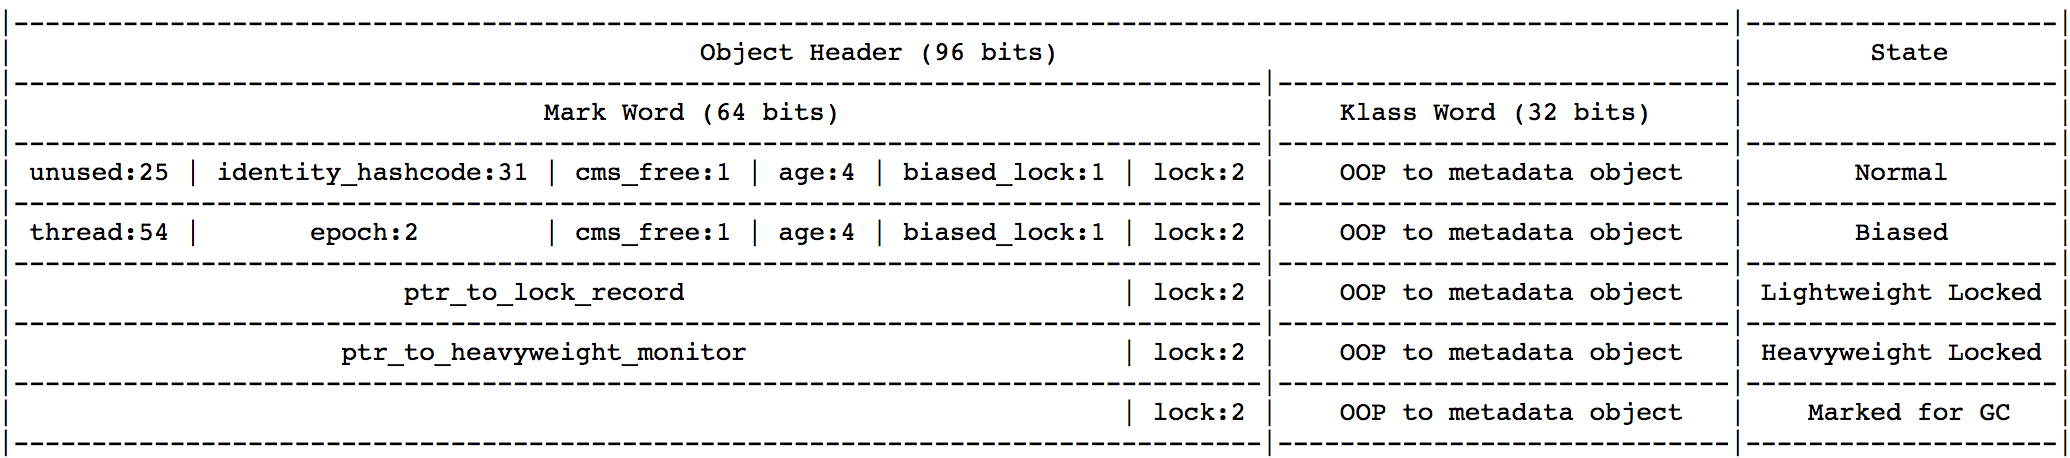 |--------------------------------------------------------------------------------------------------------------|--------------------|
| Object Header (96 bits) | State |
|--------------------------------------------------------------------------------|-----------------------------|--------------------|
| Mark Word (64 bits) | Klass Word (32 bits) | |
|--------------------------------------------------------------------------------|-----------------------------|--------------------|
| unused:25 | identity_hashcode:31 | cms_free:1 | age:4 | biased_lock:1 | lock:2 | OOP to metadata object | Normal |
|--------------------------------------------------------------------------------|-----------------------------|--------------------|
| thread:54 | epoch:2 | cms_free:1 | age:4 | biased_lock:1 | lock:2 | OOP to metadata object | Biased |
|--------------------------------------------------------------------------------|-----------------------------|--------------------|
| ptr_to_lock_record | lock:2 | OOP to metadata object | Lightweight Locked |
|--------------------------------------------------------------------------------|-----------------------------|--------------------|
| ptr_to_heavyweight_monitor | lock:2 | OOP to metadata object | Heavyweight Locked |
|--------------------------------------------------------------------------------|-----------------------------|--------------------|
| | lock:2 | OOP to metadata object | Marked for GC |
|--------------------------------------------------------------------------------|-----------------------------|--------------------|